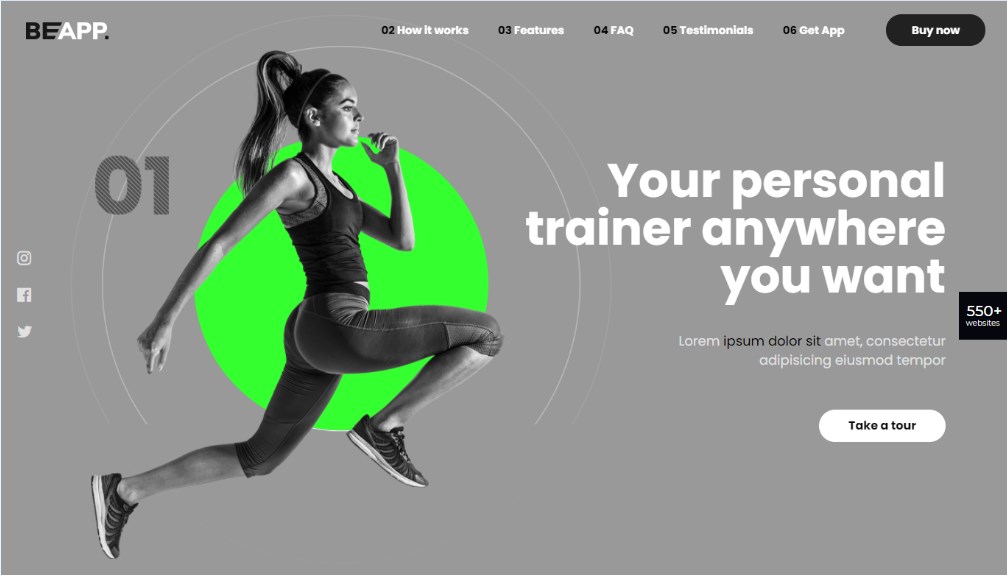 BEAPP.
02 How it works 03 Features 04 FAQ 05 Testimonials 06 Get App Buy now
01
Your personal
trainer anywhere
you want
550+
websites
Lorem ipsum dolor sit amet, consectetur
adipisicing eiusmod tempor
Take a tour